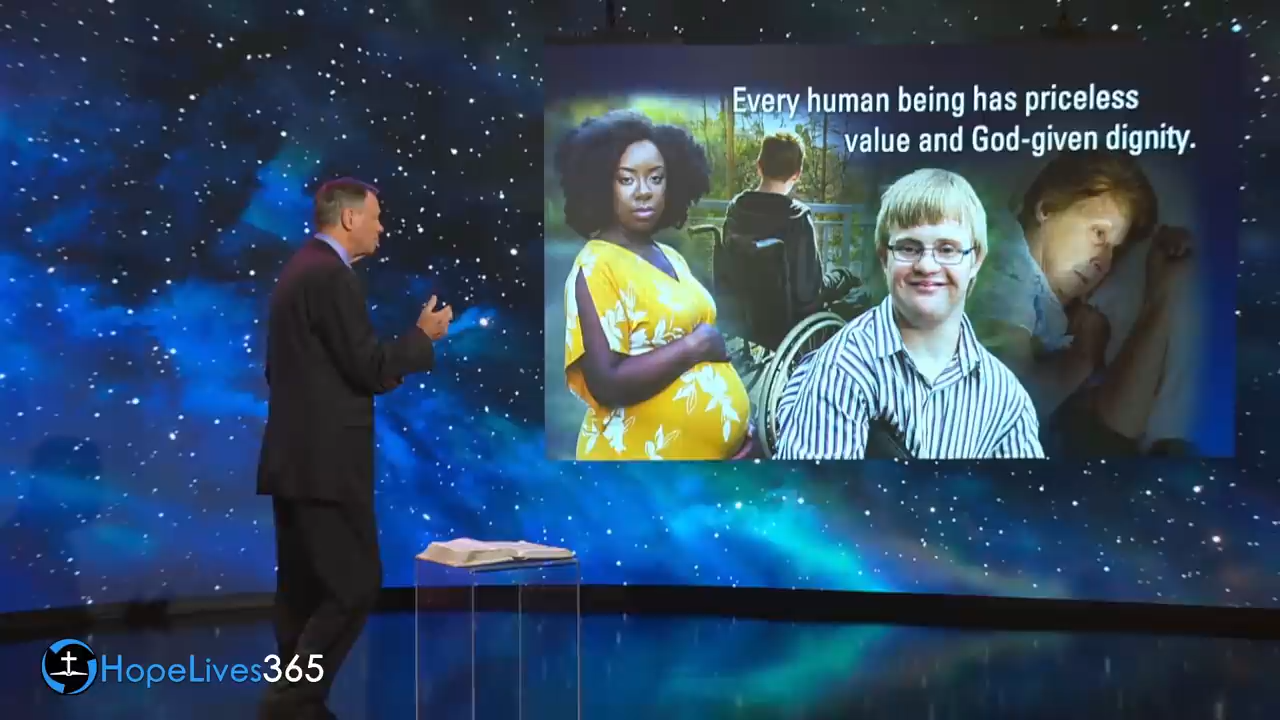 Every human being has priceless
value and God-given dignity.
HopeLives365